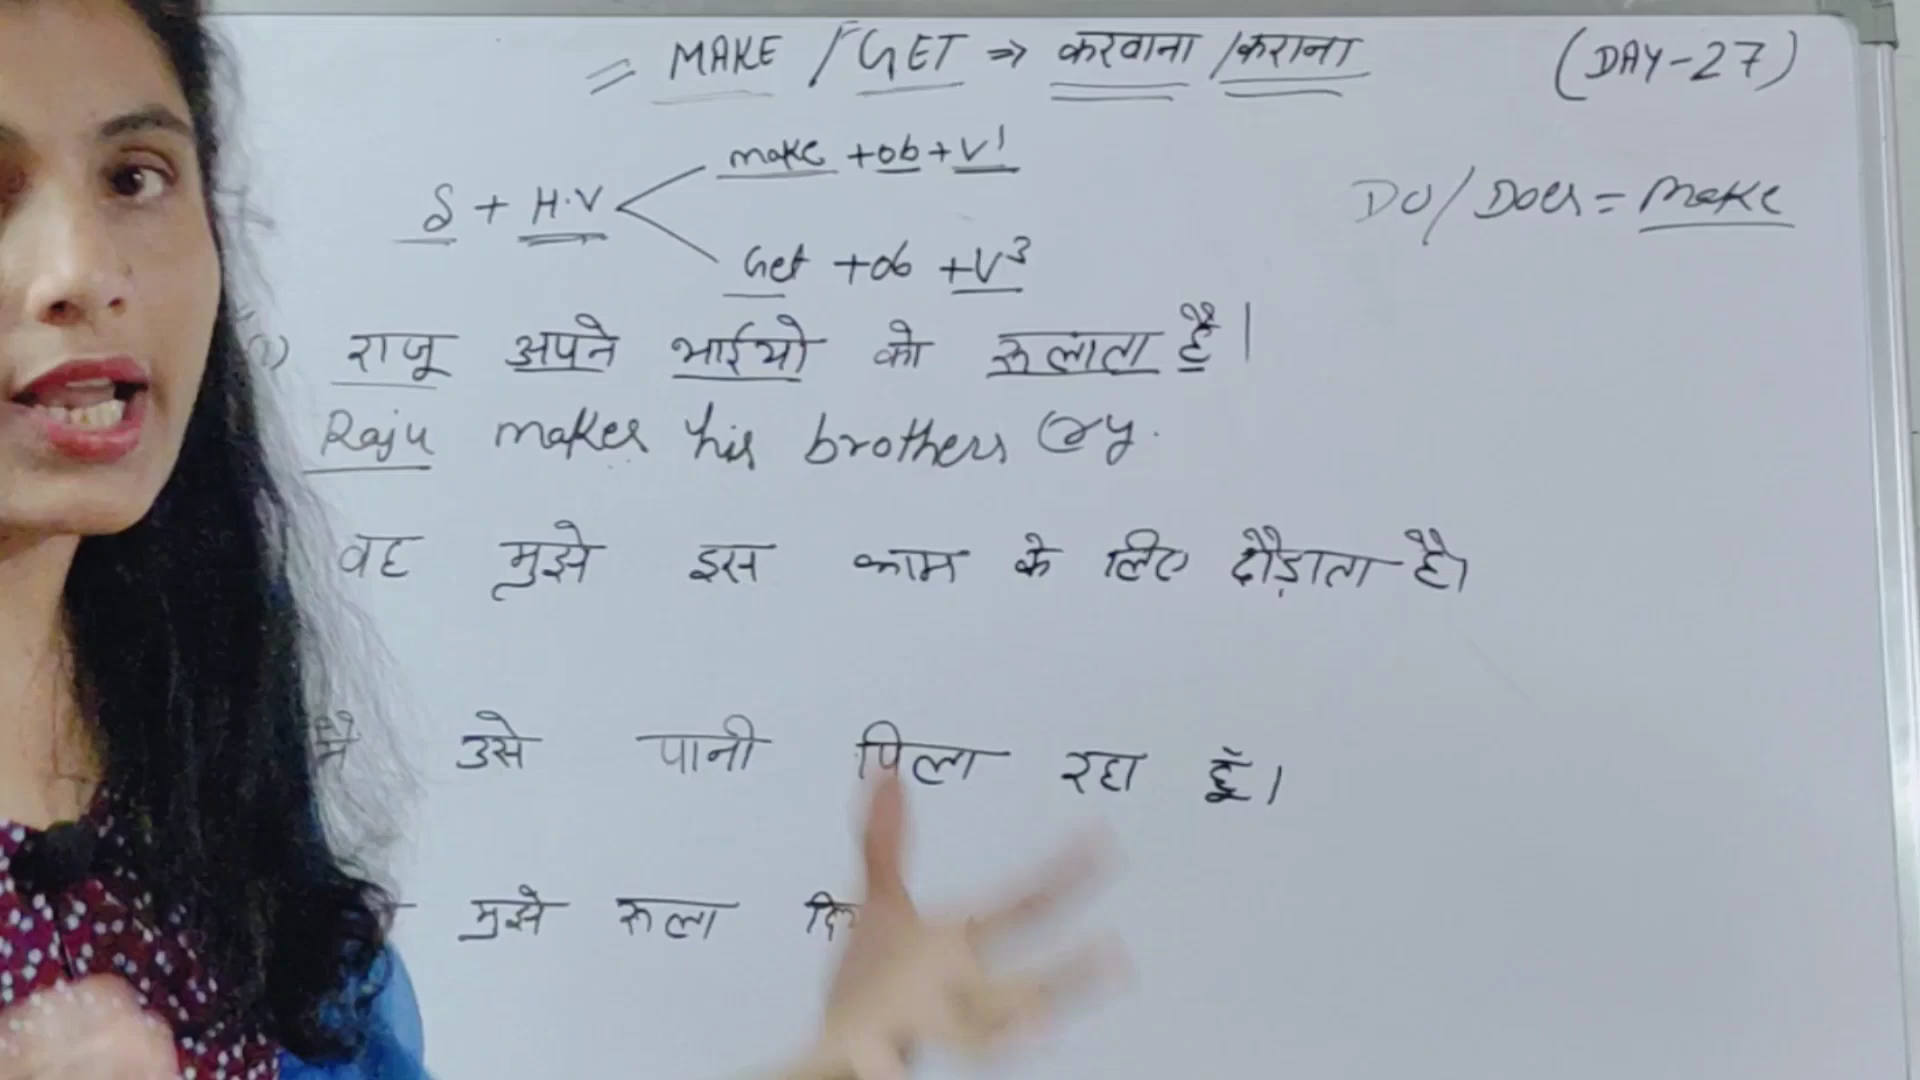 = MAKE / GET ⇒ करवाना / कराना (DAY-27)
make + ob + V¹
S + H.V
Do / Does = Make
Get + ob + V³
(1) राजू अपने भाईयो को रूलाता है।
Raju makes his brothers cry.
वह मुझे इस काम के लिए दौड़ाता है।
मै उसे पानी पिला रहा हूँ।
मुझे रूला